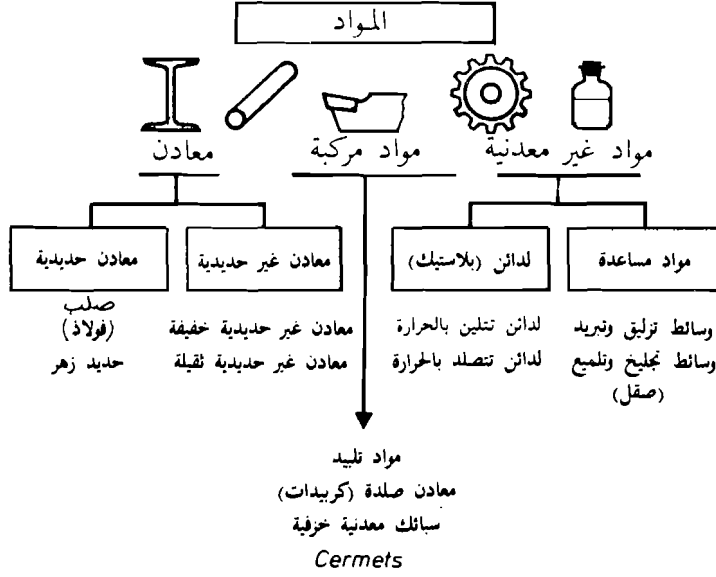 المواد
مواد غير معدنية
مواد مركبة
معادن
مواد مساعدة
لدائن (بلاستيك)
معادن غير حديدية
معادن حديدية
وسائط تزليق وتبريد
وسائط تجليخ وتلميع
(صقل)
لدائن تتلين بالحرارة
لدائن تتصلد بالحرارة
معادن غير حديدية خفيفة
معادن غير حديدية ثقيلة
صلب
(فولاذ)
حديد زهر
مواد تلبيد
معادن صلدة (كربيدات)
سبائك معدنية خزفية
Cermets